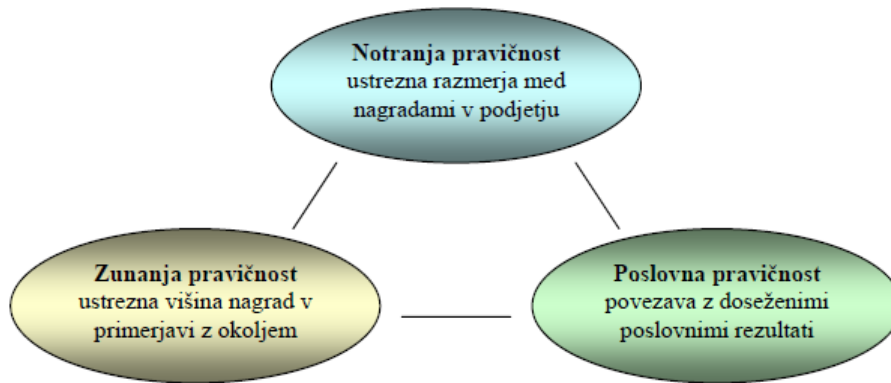 Notranja pravičnost
ustrezna razmerja med
nagradami v podjetju
Zunanja pravičnost
ustrezna višina nagrad v
primerjavi z okoljem
Poslovna pravičnost
povezava z doseženimi
poslovnimi rezultati